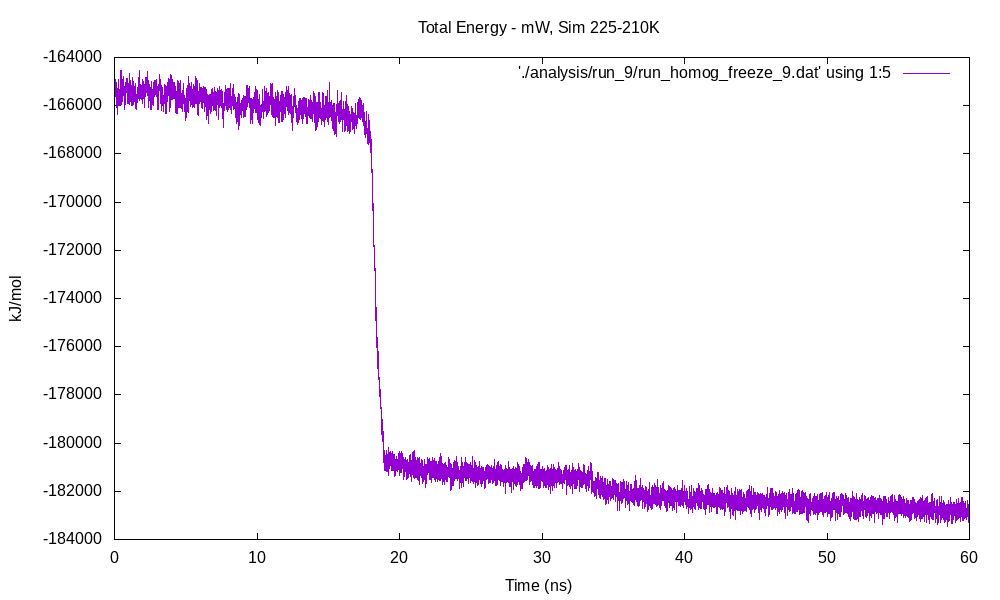 Total Energy - mW, Sim 225-210K
'./analysis/run_9/run_homog_freeze_9.dat' using 1:5
-164000
-166000
-168000
-170000
-172000
-174000
-176000
-178000
-180000
-182000
-184000
kJ/mol
0 10 20 30 40 50 60
Time (ns)